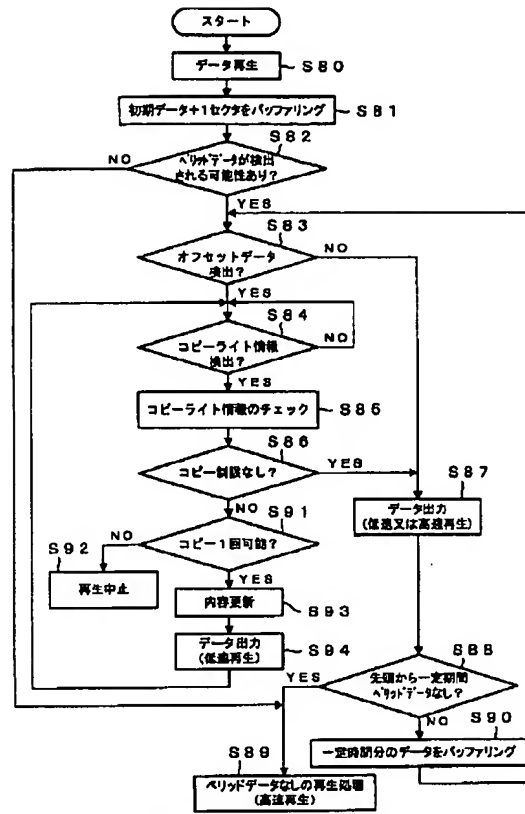 スタート
データ再生
S80
初期データ+1セクタをバッファリング
S81
S82
NO
ベリッドデータが検出
される可能性あり?
YES
S83
オフセットデータ
検出?
NO
YES
S84
コピーライト情報
検出?
NO
YES
コピーライト情報のチェック
S85
S86
コピー制限なし?
YES
S87
データ出力
(低速又は高速再生)
NO
S91
コピー1回可能?
NO
S92
再生中止
YES
内容更新
S93
データ出力
(低速再生)
S94
S88
先頭から一定期間
ベリッドデータなし?
YES
NO
S90
一定時間分のデータをバッファリング
S89
ベリッドデータなしの再生処理
(高速再生)